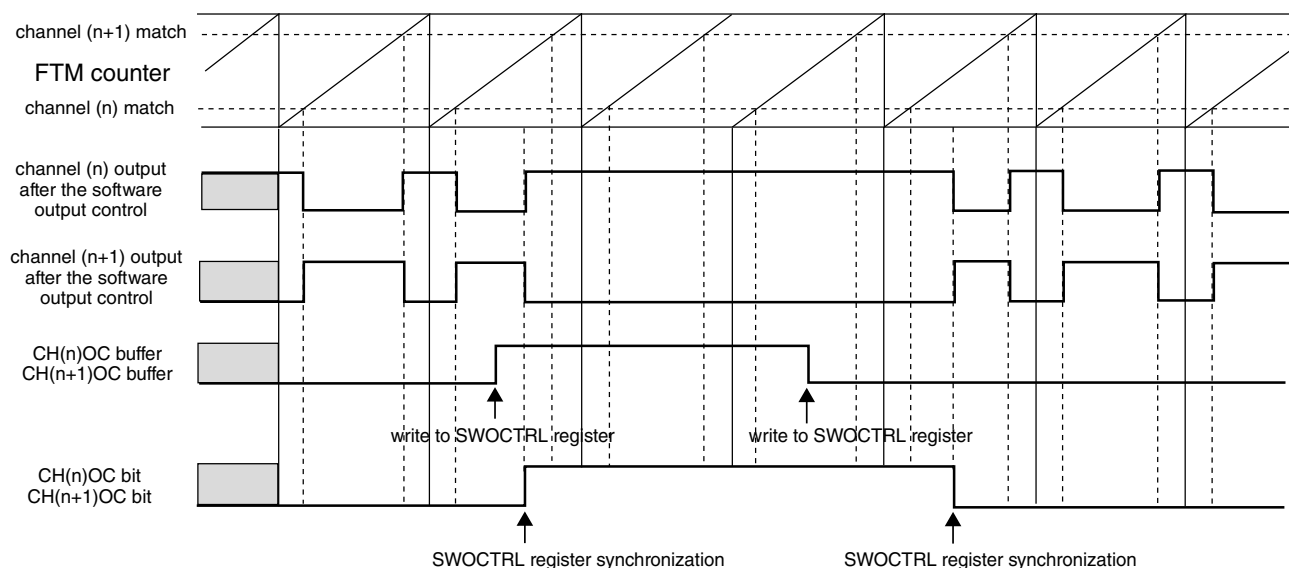 channel (n+1) match
FTM counter
channel (n) match
channel (n) output
after the software
output control
channel (n+1) output
after the software
output control
CH(n)OC buffer
CH(n+1)OC buffer
write to SWOCTRL register
write to SWOCTRL register
CH(n)OC bit
CH(n+1)OC bit
SWOCTRL register synchronization
SWOCTRL register synchronization